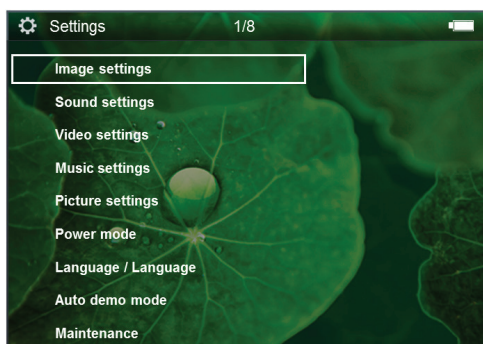 Settings 1/8
Image settings
Sound settings
Video settings
Music settings
Picture settings
Power mode
Language / Language
Auto demo mode
Maintenance